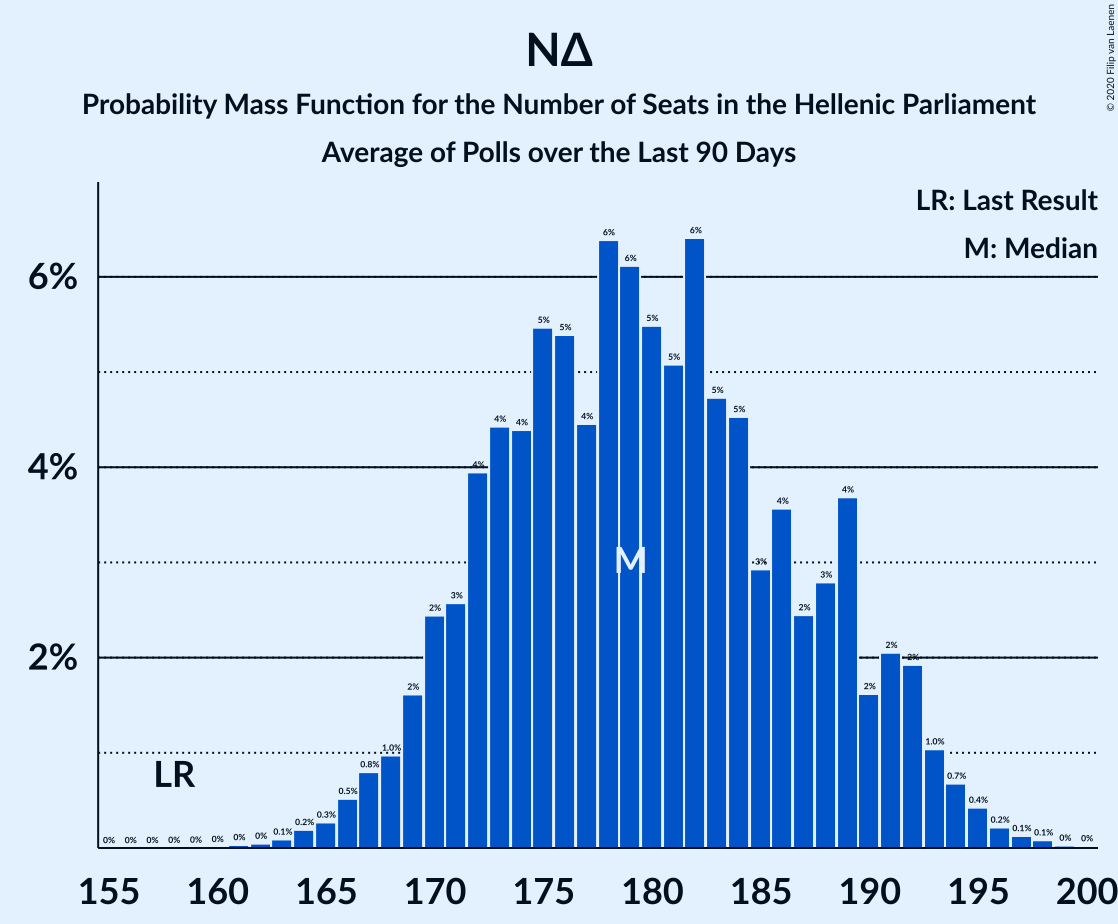 © 2020 Filip van Laenen
ΝΔ
Probability Mass Function for the Number of Seats in the Hellenic Parliament
Average of Polls over the Last 90 Days
LR: Last Result
M: Median
6%
4%
2%
0% 0% 0% 0% 0% 0% 0% 0% 0.1% 0.2% 0.3% 0.5% 0.8% 1.0% 2% 2% 3% 4% 4% 4% 5% 5% 4% 6% 6% 5% 5% 6% 5% 5% 3% 4% 2% 3% 4% 2% 2% 2% 1.0% 0.7% 0.4% 0.2% 0.1% 0.1% 0% 0%
M
LR
155 160 165 170 175 180 185 190 195 200